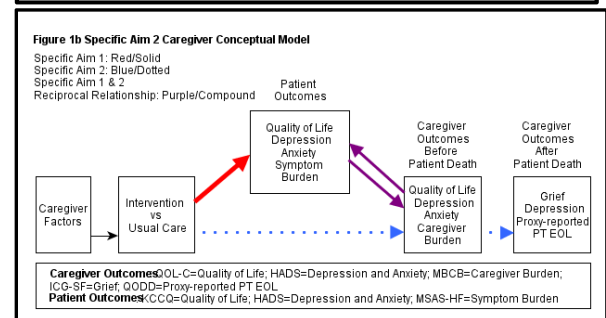 Figure 1b Specific Aim 2 Caregiver Conceptual Model
Specific Aim 1: Red/Solid
Specific Aim 2: Blue/Dotted
Specific Aim 1 & 2
Reciprocal Relationship: Purple/Compound
Patient
Outcomes
Quality of Life
Depression
Anxiety
Symptom
Burden
Caregiver
Outcomes
Before
Patient Death
Caregiver
Outcomes
After
Patient Death
Caregiver
Factors
Intervention
vs
Usual Care
Quality of Life
Depression
Anxiety
Caregiver
Burden
Grief
Depression
Proxy-reported
PT EOL
Caregiver Outcomes QOL-C=Quality of Life; HADS=Depression and Anxiety; MBCB=Caregiver Burden;
ICG-SF=Grief; QODD=Proxy-reported PT EOL
Patient Outcomes KCCQ=Quality of Life; HADS=Depression and Anxiety; MSAS-HF=Symptom Burden